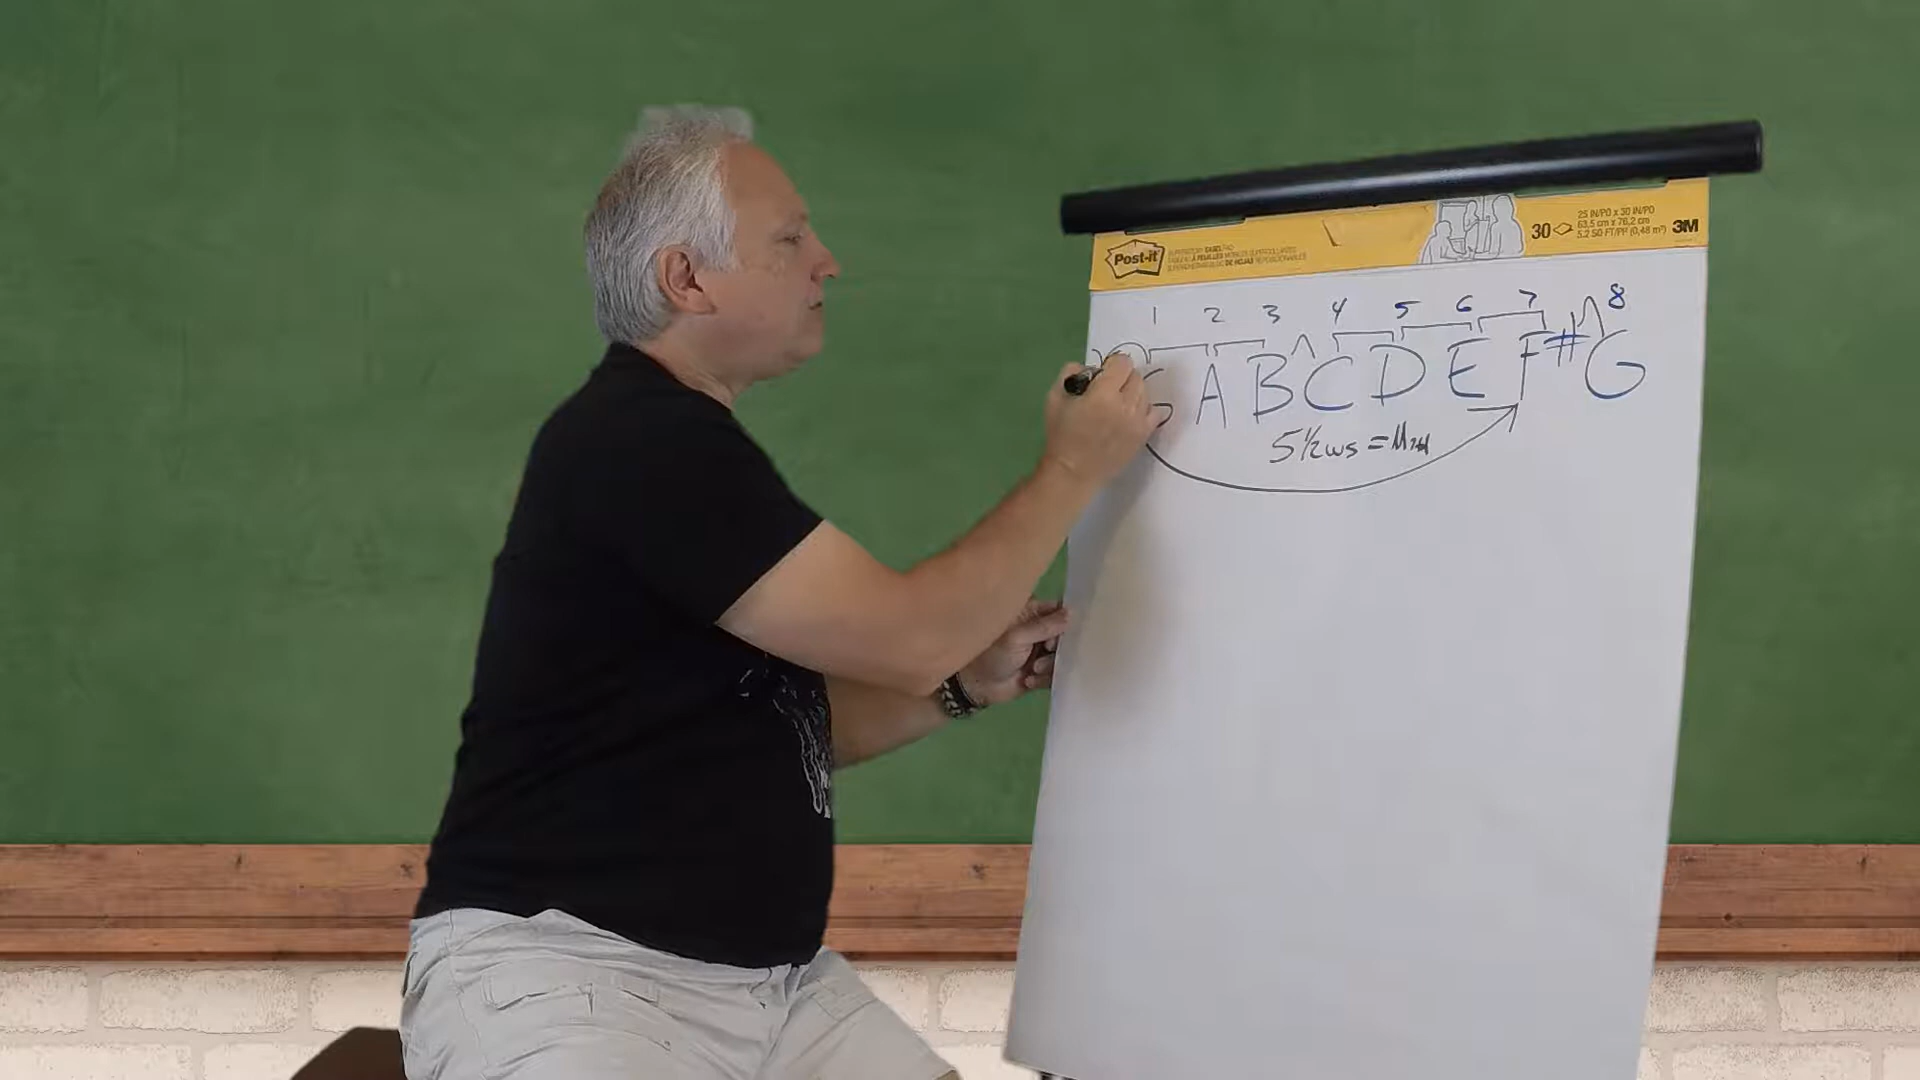 Post-it
30
25 IN/PO x 30 IN/PO
63,5 cm x 76,2 cm
5.2 SQ FT/PI² (0,48 m²)
3M
1 2 3 4 5 6 7 8
G A B C D E F# G
5½ws = M7th